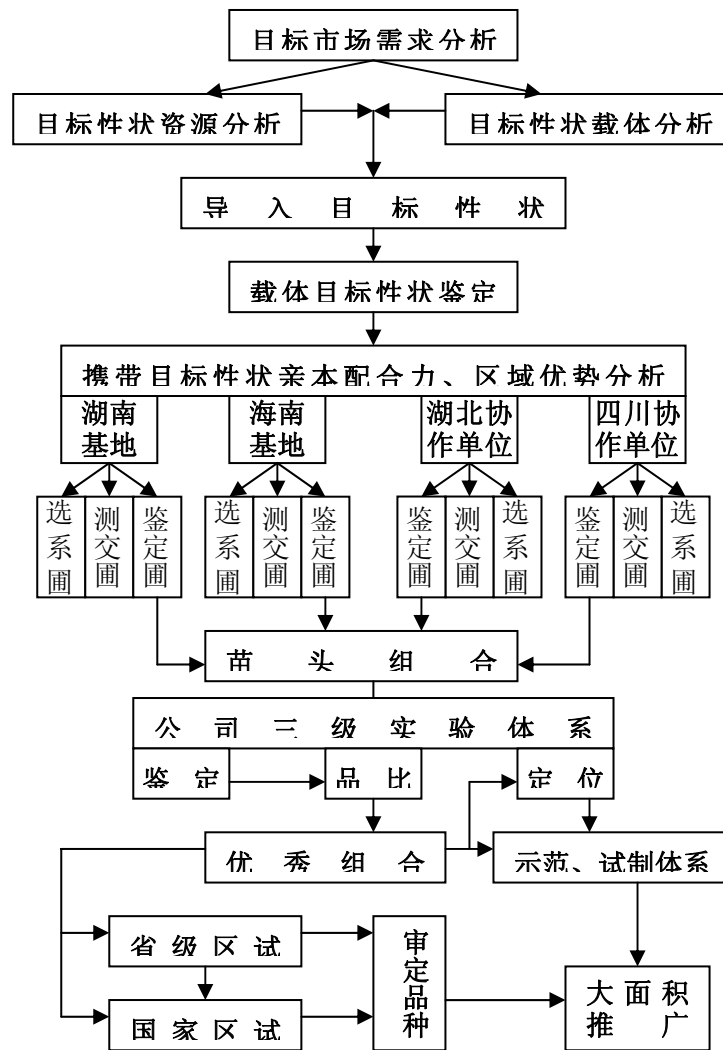 目标市场需求分析
目标性状资源分析
目标性状载体分析
导入目标性状
载体目标性状鉴定
携带目标性状亲本配合力、区域优势分析
湖南
基地
海南
基地
湖北协
作单位
四川协
作单位
选系圃
测交圃
鉴定圃
选系圃
测交圃
鉴定圃
鉴定圃
测交圃
选系圃
鉴定圃
测交圃
选系圃
苗头组合
公司三级实验体系
鉴定
品比
定位
优秀组合
示范、试制体系
省级区试
国家区试
审定品种
大面积
推广